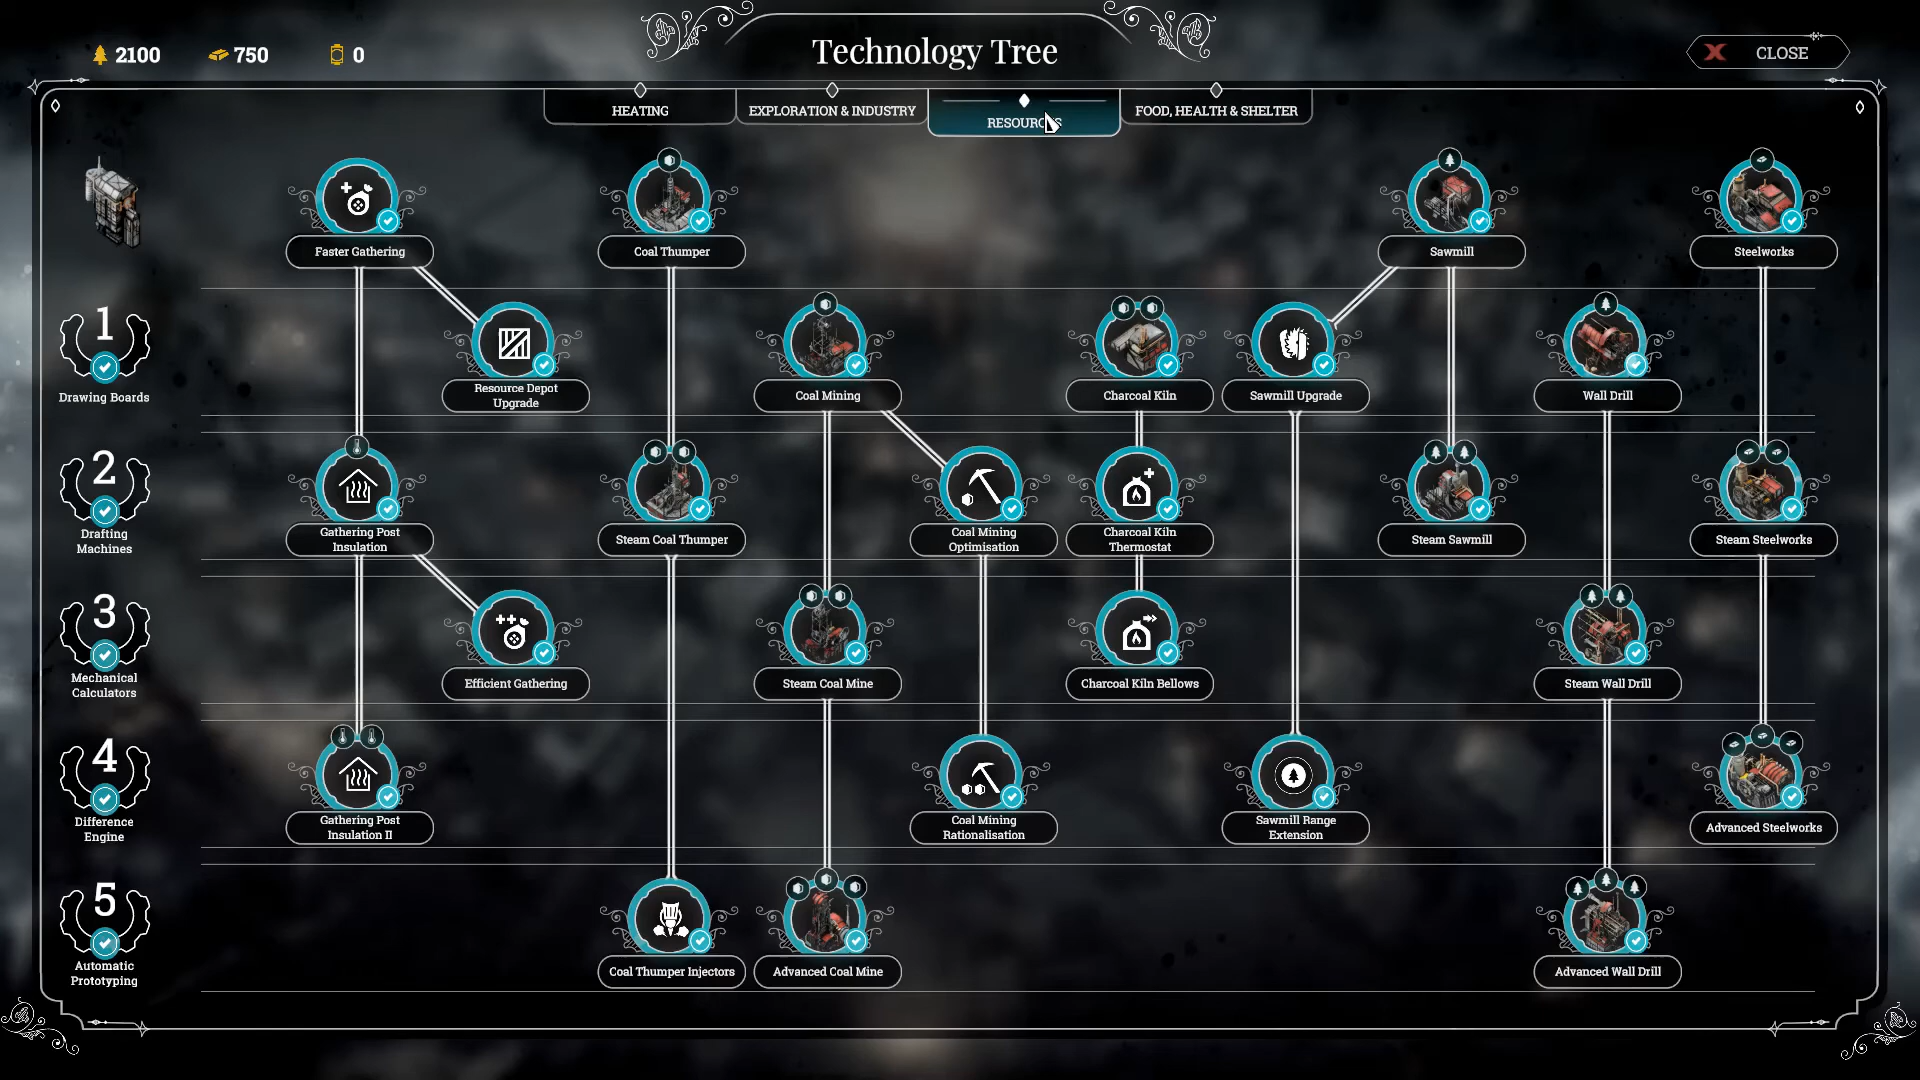 2100
750
0
Technology Tree
CLOSE
HEATING
EXPLORATION & INDUSTRY
RESOURCES
FOOD, HEALTH & SHELTER
Faster Gathering
Coal Thumper
Sawmill
Steelworks
1
Drawing Boards
Resource Depot
Upgrade
Coal Mining
Charcoal Kiln
Sawmill Upgrade
Wall Drill
2
Drafting
Machines
Gathering Post
Insulation
Steam Coal Thumper
Coal Mining
Optimisation
Charcoal Kiln
Thermostat
Steam Sawmill
Steam Steelworks
3
Mechanical
Calculators
Efficient Gathering
Steam Coal Mine
Charcoal Kiln Bellows
Steam Wall Drill
4
Difference
Engine
Gathering Post
Insulation II
Coal Mining
Rationalisation
Sawmill Range
Extension
Advanced Steelworks
5
Automatic
Prototyping
Coal Thumper Injectors
Advanced Coal Mine
Advanced Wall Drill